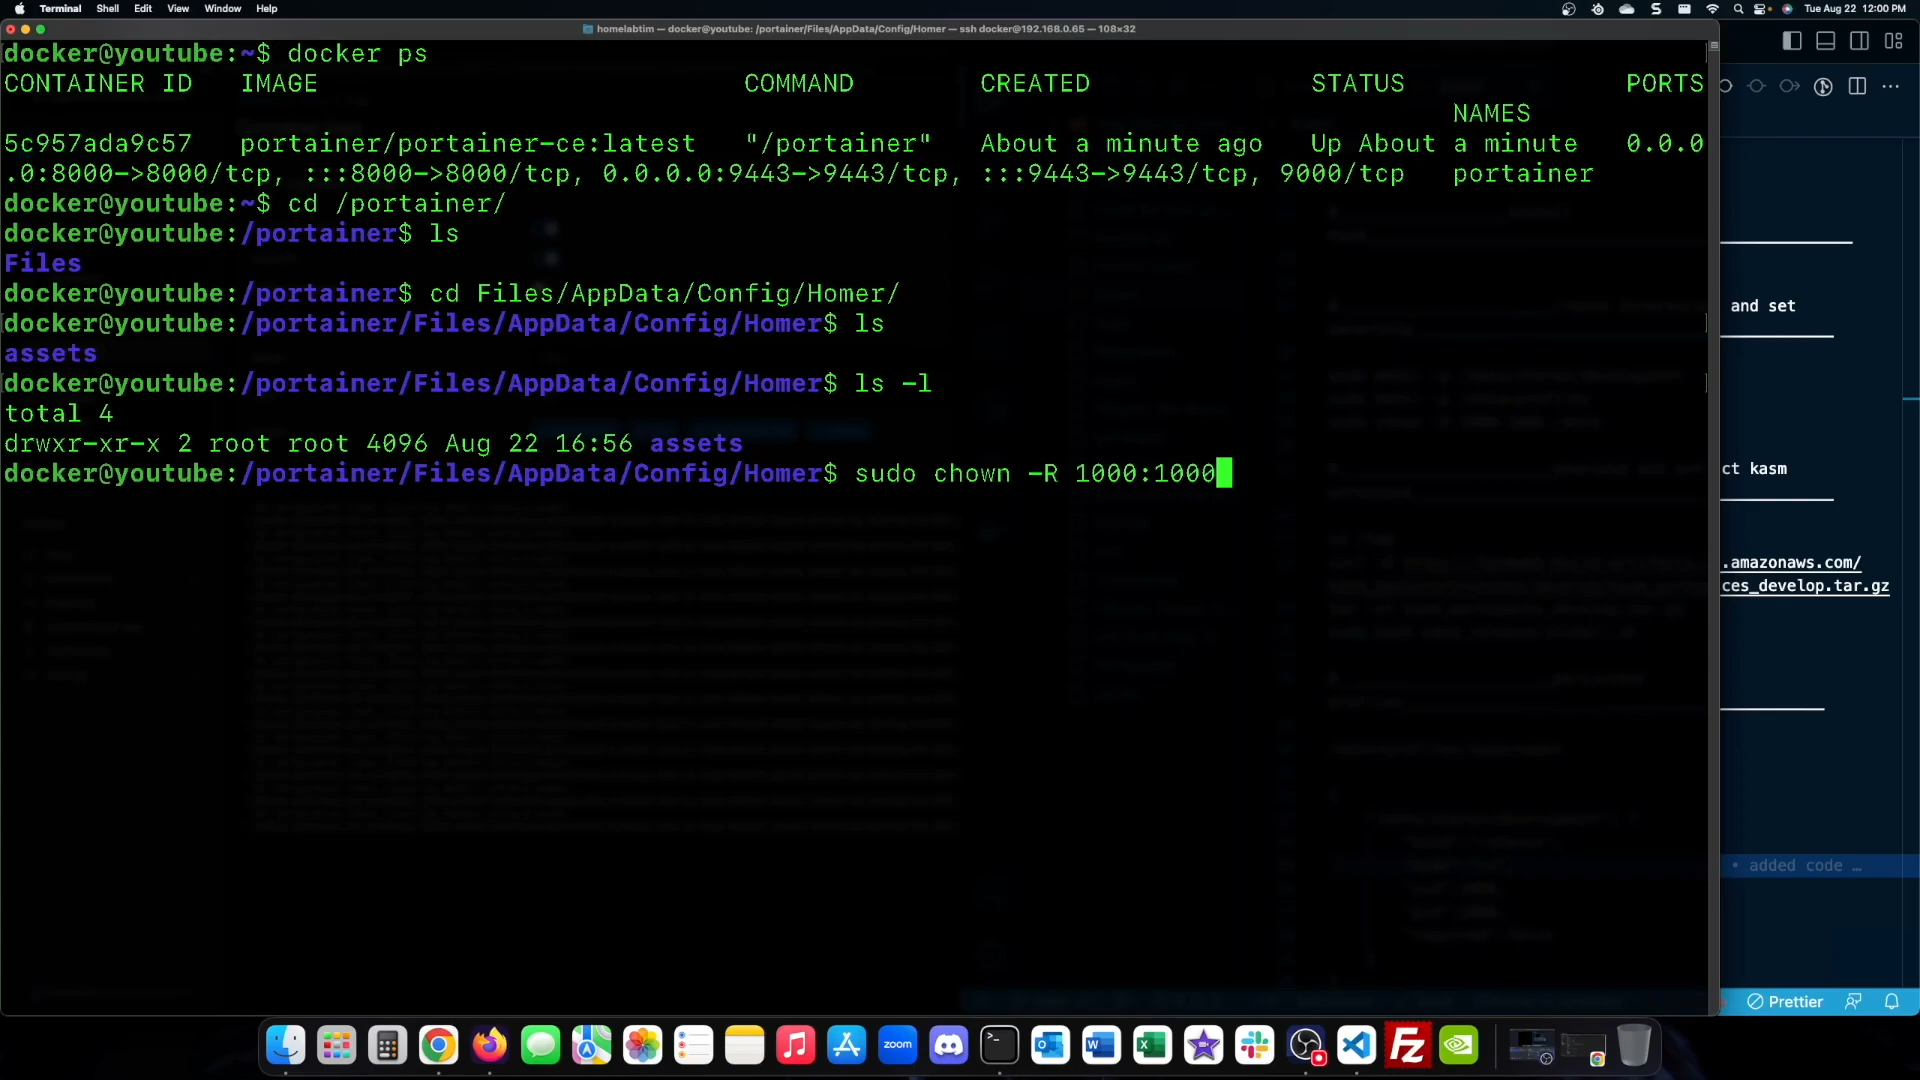 Terminal Shell Edit View Window Help
Tue Aug 22 12:00 PM
homelabtim — docker@youtube: /portainer/Files/AppData/Config/Homer — ssh docker@192.168.0.65 — 108×32
docker@youtube:~$ docker ps
CONTAINER ID IMAGE COMMAND CREATED STATUS PORTS
NAMES
5c957ada9c57 portainer/portainer-ce:latest "/portainer" About a minute ago Up About a minute 0.0.0
.0:8000->8000/tcp, :::8000->8000/tcp, 0.0.0.0:9443->9443/tcp, :::9443->9443/tcp, 9000/tcp portainer
docker@youtube:~$ cd /portainer/
docker@youtube:/portainer$ ls
Files
docker@youtube:/portainer$ cd Files/AppData/Config/Homer/
docker@youtube:/portainer/Files/AppData/Config/Homer$ ls
assets
docker@youtube:/portainer/Files/AppData/Config/Homer$ ls -l
total 4
drwxr-xr-x 2 root root 4096 Aug 22 16:56 assets
docker@youtube:/portainer/Files/AppData/Config/Homer$ sudo chown -R 1000:1000
and set
ct kasm
.amazonaws.com/
ces_develop.tar.gz
• added code …
Prettier
zoom
Fz